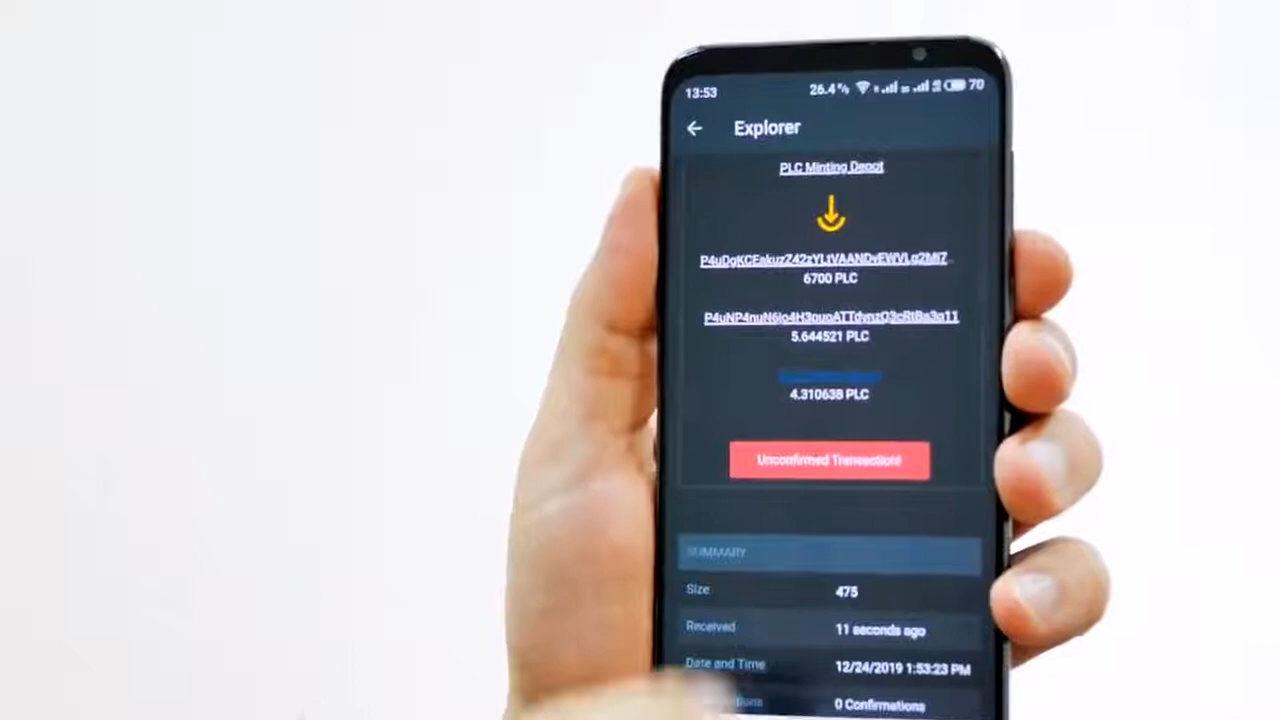 13:53 26.4 70
Explorer
PLC Minting Depot
6700 PLC
5.644521 PLC
4.310638 PLC
Unconfirmed Transaction!
SUMMARY
Size 475
Received 11 seconds ago
Date and Time 12/24/2019 1:53:23 PM
0 Confirmations